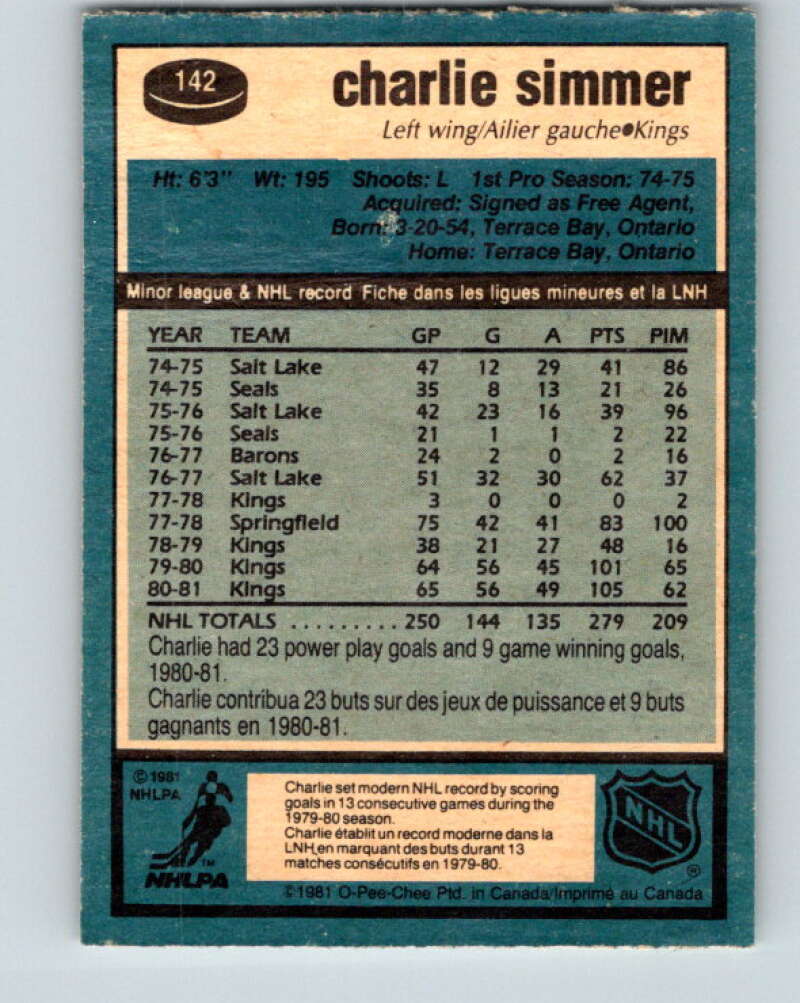 142
charlie simmer
Left wing/Ailier gauche●Kings
Ht: 6'3" Wt: 195 Shoots: L 1st Pro Season: 74-75
Acquired: Signed as Free Agent,
Born: 3-20-54, Terrace Bay, Ontario
Home: Terrace Bay, Ontario
Minor league & NHL record Fiche dans les ligues mineures et la LNH
YEAR TEAM GP G A PTS PIM
74-75 Salt Lake 47 12 29 41 86
74-75 Seals 35 8 13 21 26
75-76 Salt Lake 42 23 16 39 96
75-76 Seals 21 1 1 2 22
76-77 Barons 24 2 0 2 16
76-77 Salt Lake 51 32 30 62 37
77-78 Kings 3 0 0 0 2
77-78 Springfield 75 42 41 83 100
78-79 Kings 38 21 27 48 16
79-80 Kings 64 56 45 101 65
80-81 Kings 65 56 49 105 62
NHL TOTALS ......... 250 144 135 279 209
Charlie had 23 power play goals and 9 game winning goals,
1980-81.
Charlie contribua 23 buts sur des jeux de puissance et 9 buts
gagnants en 1980-81.
©1981
NHLPA
TM
NHLPA
Charlie set modern NHL record by scoring
goals in 13 consecutive games during the
1979-80 season.
Charlie établit un record moderne dans la
LNH, en marquant des buts durant 13
matches consécutifs en 1979-80.
NHL
®
©1981 O-Pee-Chee Ptd. in Canada/Imprimé au Canada